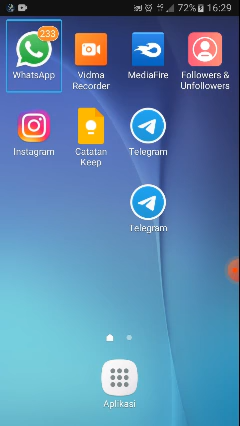 72% 16:29
233
WhatsApp
Vidma
Recorder
MediaFire
Followers &
Unfollowers
Instagram
Catatan
Keep
Telegram
Telegram
Aplikasi